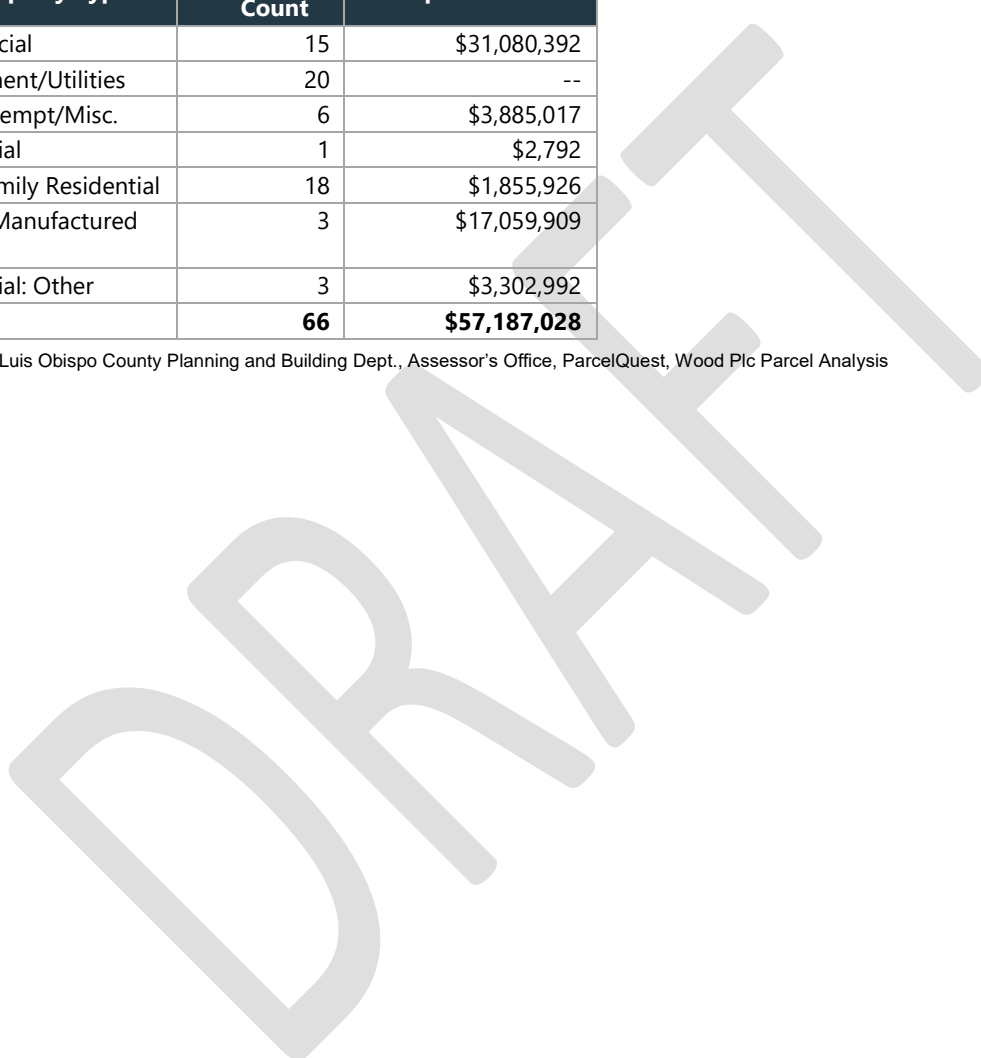 Count
cial 15 $31,080,392
ent/Utilities 20 --
empt/Misc. 6 $3,885,017
ial 1 $2,792
mily Residential 18 $1,855,926
Manufactured 3 $17,059,909
ial: Other 3 $3,302,992
66 $57,187,028
Luis Obispo County Planning and Building Dept., Assessor’s Office, ParcelQuest, Wood Plc Parcel Analysis
DRAFT